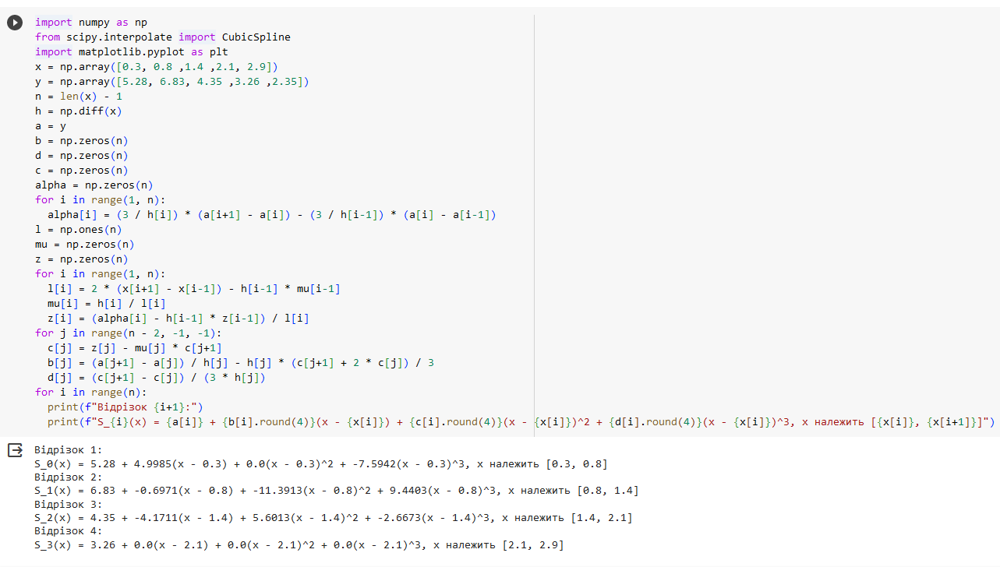 import numpy as np
from scipy.interpolate import CubicSpline
import matplotlib.pyplot as plt
x = np.array([0.3, 0.8 ,1.4 ,2.1, 2.9])
y = np.array([5.28, 6.83, 4.35 ,3.26 ,2.35])
n = len(x) - 1
h = np.diff(x)
a = y
b = np.zeros(n)
d = np.zeros(n)
c = np.zeros(n)
alpha = np.zeros(n)
for i in range(1, n):
  alpha[i] = (3 / h[i]) * (a[i+1] - a[i]) - (3 / h[i-1]) * (a[i] - a[i-1])
l = np.ones(n)
mu = np.zeros(n)
z = np.zeros(n)
for i in range(1, n):
  l[i] = 2 * (x[i+1] - x[i-1]) - h[i-1] * mu[i-1]
  mu[i] = h[i] / l[i]
  z[i] = (alpha[i] - h[i-1] * z[i-1]) / l[i]
for j in range(n - 2, -1, -1):
  c[j] = z[j] - mu[j] * c[j+1]
  b[j] = (a[j+1] - a[j]) / h[j] - h[j] * (c[j+1] + 2 * c[j]) / 3
  d[j] = (c[j+1] - c[j]) / (3 * h[j])
for i in range(n):
  print(f"Відрізок {i+1}:")
  print(f"S_{i}(x) = {a[i]} + {b[i].round(4)}(x - {x[i]}) + {c[i].round(4)}(x - {x[i]})^2 + {d[i].round(4)}(x - {x[i]})^3, x належить [{x[i]}, {x[i+1]}]")
Відрізок 1:
S_0(x) = 5.28 + 4.9985(x - 0.3) + 0.0(x - 0.3)^2 + -7.5942(x - 0.3)^3, x належить [0.3, 0.8]
Відрізок 2:
S_1(x) = 6.83 + -0.6971(x - 0.8) + -11.3913(x - 0.8)^2 + 9.4403(x - 0.8)^3, x належить [0.8, 1.4]
Відрізок 3:
S_2(x) = 4.35 + -4.1711(x - 1.4) + 5.6013(x - 1.4)^2 + -2.6673(x - 1.4)^3, x належить [1.4, 2.1]
Відрізок 4:
S_3(x) = 3.26 + 0.0(x - 2.1) + 0.0(x - 2.1)^2 + 0.0(x - 2.1)^3, x належить [2.1, 2.9]